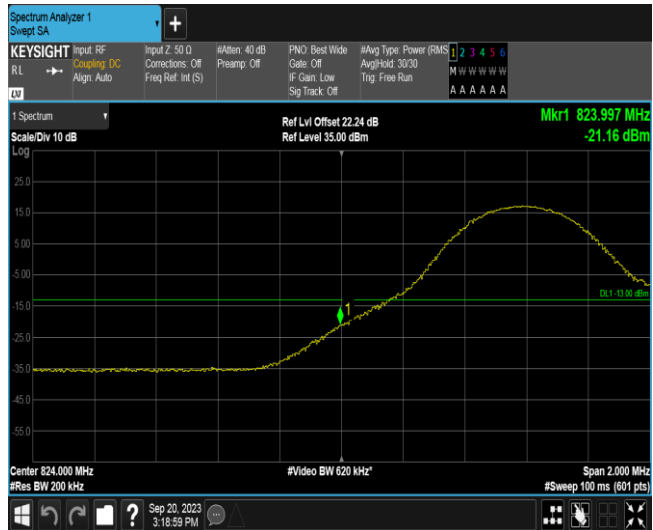 Spectrum Analyzer 1
Swept SA
+
KEYSIGHT
RL
LXI
Input: RF
Coupling: DC
Align: Auto
Input Z: 50 Ω
Corrections: Off
Freq Ref: Int (S)
#Atten: 40 dB
Preamp: Off
PNO: Best Wide
Gate: Off
IF Gain: Low
Sig Track: Off
#Avg Type: Power (RMS
Avg|Hold: 30/30
Trig: Free Run
1 2 3 4 5 6
M W W W W W
A A A A A A
1 Spectrum
Scale/Div 10 dB
Ref Lvl Offset 22.24 dB
Ref Level 35.00 dBm
Mkr1 823.997 MHz
-21.16 dBm
Log
25.0
15.0
5.00
-5.00
DL1 -13.00 dBm
-15.0
1
-25.0
-35.0
-45.0
-55.0
Center 824.000 MHz
#Res BW 200 kHz
#Video BW 620 kHz*
Span 2.000 MHz
#Sweep 100 ms (601 pts)
?
Sep 20, 2023
3:18:59 PM